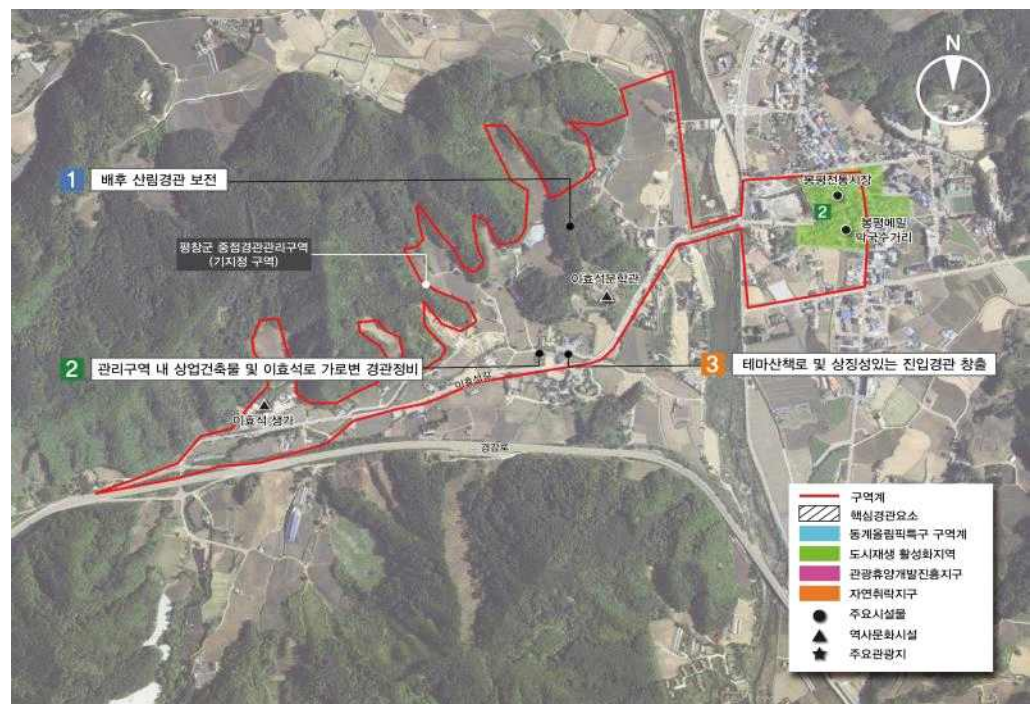 N
1 배후 산림경관 보전
봉평전통시장
2
봉평메밀
막국수거리
평창군 중점경관관리구역
(기지정 구역)
이효석문학관
2 관리구역 내 상업건축물 및 이효석로 가로변 경관정비
3 테마산책로 및 상징성있는 진입경관 창출
이효석길
이효석 생가
경강로
구역계
핵심경관요소
동계올림픽특구 구역계
도시재생 활성화지역
관광휴양개발진흥지구
자연취락지구
주요시설물
역사문화시설
주요관광지